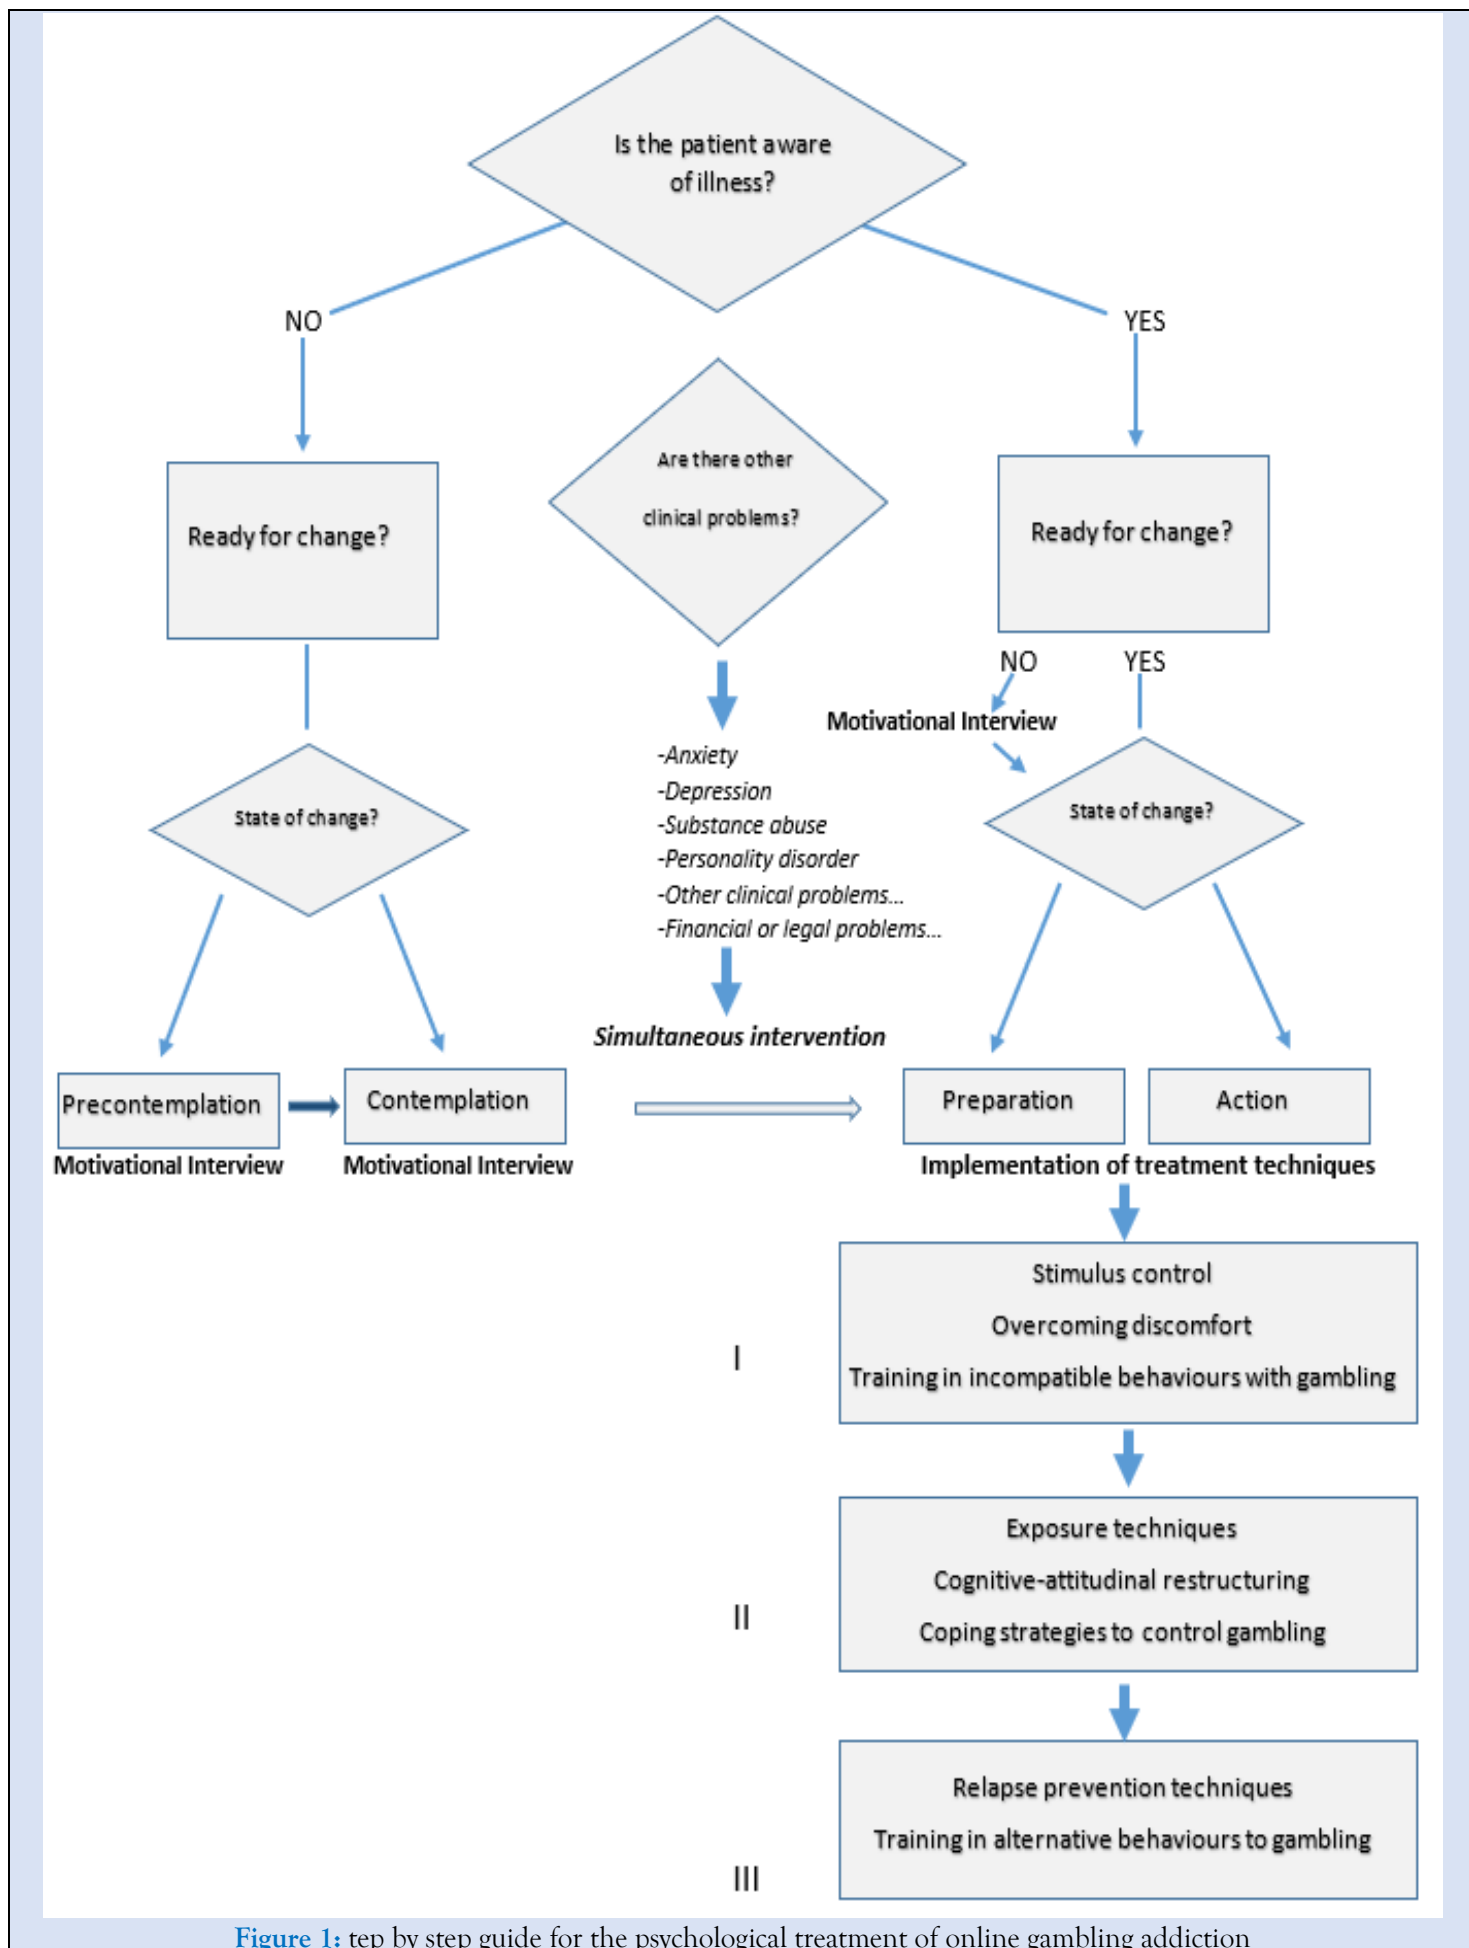 Is the patient aware
of illness?
NO
YES
Ready for change?
Are there other
clinical problems?
Ready for change?
NO
YES
Motivational Interview
-Anxiety
-Depression
-Substance abuse
-Personality disorder
-Other clinical problems...
-Financial or legal problems...
State of change?
State of change?
Simultaneous intervention
Precontemplation
Contemplation
Preparation
Action
Motivational Interview
Motivational Interview
Implementation of treatment techniques
I
Stimulus control
Overcoming discomfort
Training in incompatible behaviours with gambling
II
Exposure techniques
Cognitive-attitudinal restructuring
Coping strategies to control gambling
III
Relapse prevention techniques
Training in alternative behaviours to gambling
Figure 1: tep by step guide for the psychological treatment of online gambling addiction